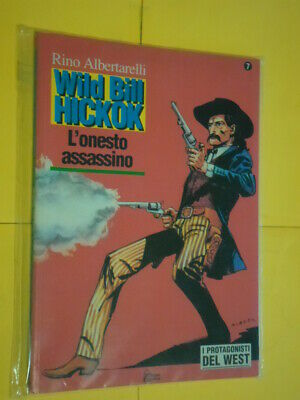 Rino Albertarelli
7
Wild Bill
HICKOK
L'onesto
assassino
I PROTAGONISTI
DEL WEST